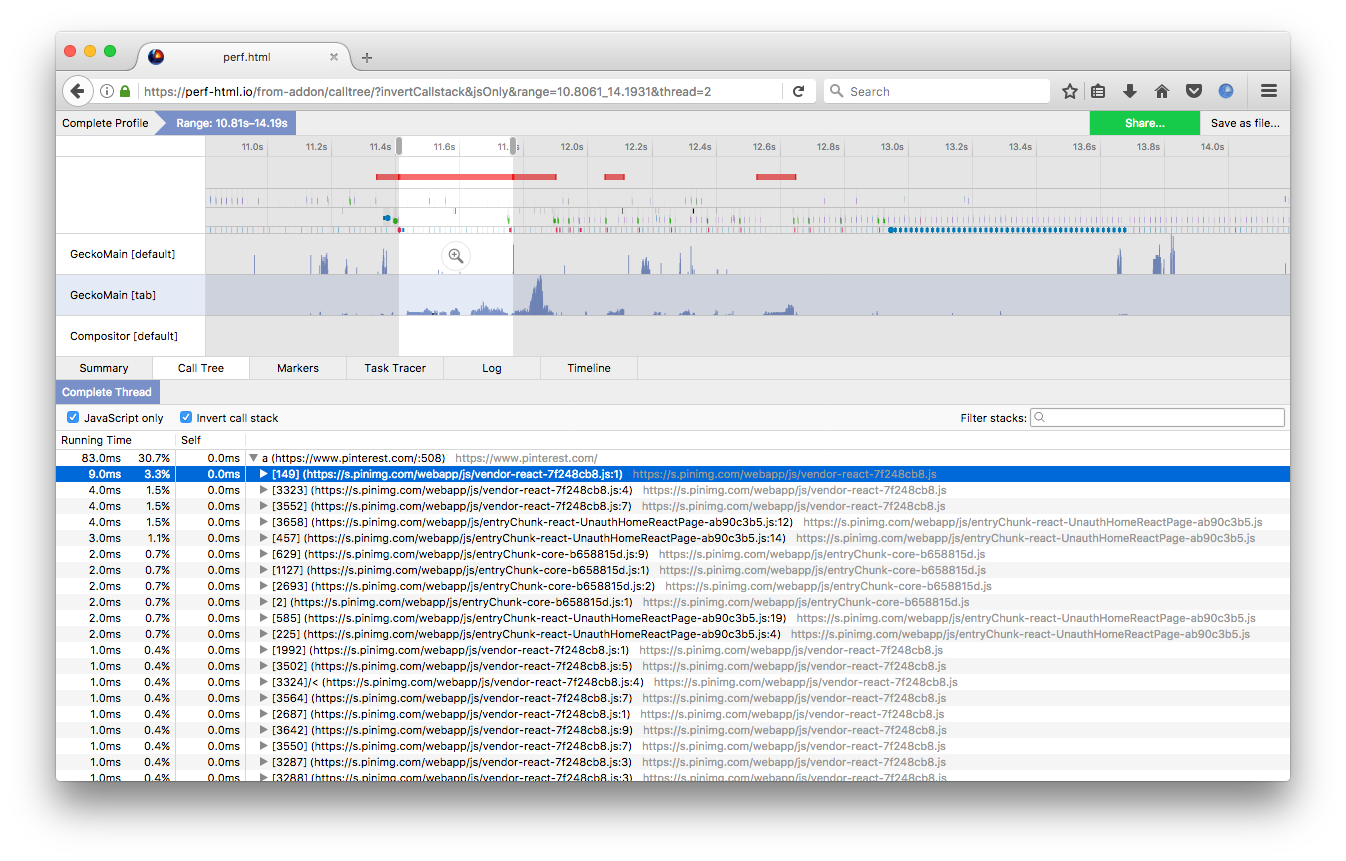 perf.html
https://perf-html.io/from-addon/calltree/?invertCallstack&jsOnly&range=10.8061_14.1931&thread=2
Search
Complete Profile
Range: 10.81s–14.19s
Share...
Save as file...
11.0s 11.2s 11.4s 11.6s 12.0s 12.2s 12.4s 12.6s 12.8s 13.0s 13.2s 13.4s 13.6s 13.8s 14.0s
GeckoMain [default]
GeckoMain [tab]
Compositor [default]
Summary Call Tree Markers Task Tracer Log Timeline
Complete Thread
JavaScript only Invert call stack Filter stacks:
Running Time Self
83.0ms 30.7% 0.0ms a (https://www.pinterest.com/:508) https://www.pinterest.com/
9.0ms 3.3% 0.0ms [149] (https://s.pinimg.com/webapp/js/vendor-react-7f248cb8.js:1) https://s.pinimg.com/webapp/js/vendor-react-7f248cb8.js
4.0ms 1.5% 0.0ms [3323] (https://s.pinimg.com/webapp/js/vendor-react-7f248cb8.js:4) https://s.pinimg.com/webapp/js/vendor-react-7f248cb8.js
4.0ms 1.5% 0.0ms [3552] (https://s.pinimg.com/webapp/js/vendor-react-7f248cb8.js:7) https://s.pinimg.com/webapp/js/vendor-react-7f248cb8.js
4.0ms 1.5% 0.0ms [3658] (https://s.pinimg.com/webapp/js/entryChunk-react-UnauthHomeReactPage-ab90c3b5.js:12) https://s.pinimg.com/webapp/js/entryChunk-react-UnauthHomeReactPage-ab90c3b5.js
3.0ms 1.1% 0.0ms [457] (https://s.pinimg.com/webapp/js/entryChunk-react-UnauthHomeReactPage-ab90c3b5.js:14) https://s.pinimg.com/webapp/js/entryChunk-react-UnauthHomeReactPage-ab90c3b5.js
2.0ms 0.7% 0.0ms [629] (https://s.pinimg.com/webapp/js/entryChunk-core-b658815d.js:9) https://s.pinimg.com/webapp/js/entryChunk-core-b658815d.js
2.0ms 0.7% 0.0ms [1127] (https://s.pinimg.com/webapp/js/entryChunk-core-b658815d.js:1) https://s.pinimg.com/webapp/js/entryChunk-core-b658815d.js
2.0ms 0.7% 0.0ms [2693] (https://s.pinimg.com/webapp/js/entryChunk-core-b658815d.js:2) https://s.pinimg.com/webapp/js/entryChunk-core-b658815d.js
2.0ms 0.7% 0.0ms [2] (https://s.pinimg.com/webapp/js/entryChunk-core-b658815d.js:1) https://s.pinimg.com/webapp/js/entryChunk-core-b658815d.js
2.0ms 0.7% 0.0ms [585] (https://s.pinimg.com/webapp/js/entryChunk-react-UnauthHomeReactPage-ab90c3b5.js:19) https://s.pinimg.com/webapp/js/entryChunk-react-UnauthHomeReactPage-ab90c3b5.js
2.0ms 0.7% 0.0ms [225] (https://s.pinimg.com/webapp/js/entryChunk-react-UnauthHomeReactPage-ab90c3b5.js:4) https://s.pinimg.com/webapp/js/entryChunk-react-UnauthHomeReactPage-ab90c3b5.js
1.0ms 0.4% 0.0ms [1992] (https://s.pinimg.com/webapp/js/vendor-react-7f248cb8.js:1) https://s.pinimg.com/webapp/js/vendor-react-7f248cb8.js
1.0ms 0.4% 0.0ms [3502] (https://s.pinimg.com/webapp/js/vendor-react-7f248cb8.js:5) https://s.pinimg.com/webapp/js/vendor-react-7f248cb8.js
1.0ms 0.4% 0.0ms [3324]/< (https://s.pinimg.com/webapp/js/vendor-react-7f248cb8.js:4) https://s.pinimg.com/webapp/js/vendor-react-7f248cb8.js
1.0ms 0.4% 0.0ms [3564] (https://s.pinimg.com/webapp/js/vendor-react-7f248cb8.js:7) https://s.pinimg.com/webapp/js/vendor-react-7f248cb8.js
1.0ms 0.4% 0.0ms [2687] (https://s.pinimg.com/webapp/js/vendor-react-7f248cb8.js:1) https://s.pinimg.com/webapp/js/vendor-react-7f248cb8.js
1.0ms 0.4% 0.0ms [3642] (https://s.pinimg.com/webapp/js/vendor-react-7f248cb8.js:9) https://s.pinimg.com/webapp/js/vendor-react-7f248cb8.js
1.0ms 0.4% 0.0ms [3550] (https://s.pinimg.com/webapp/js/vendor-react-7f248cb8.js:7) https://s.pinimg.com/webapp/js/vendor-react-7f248cb8.js
1.0ms 0.4% 0.0ms [3287] (https://s.pinimg.com/webapp/js/vendor-react-7f248cb8.js:3) https://s.pinimg.com/webapp/js/vendor-react-7f248cb8.js
1.0ms 0.4% 0.0ms [3288] (https://s.pinimg.com/webapp/js/vendor-react-7f248cb8.js:3) https://s.pinimg.com/webapp/js/vendor-react-7f248cb8.js